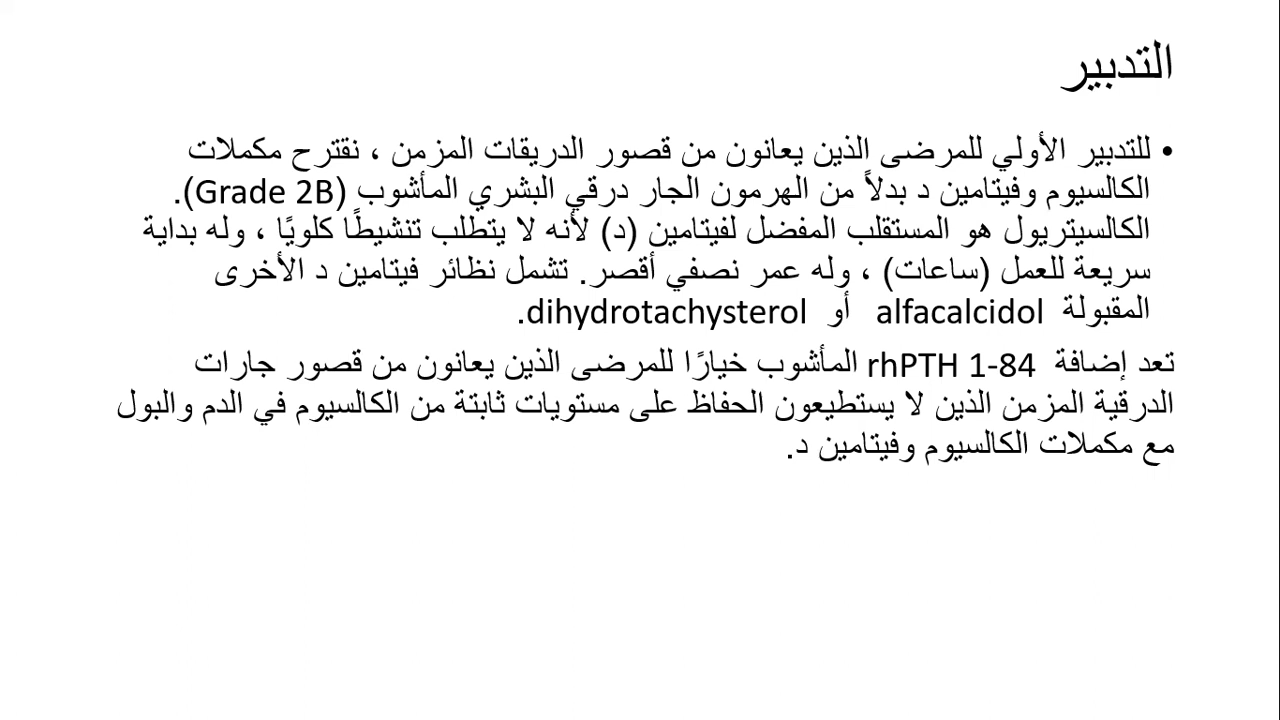 التدبير
• للتدبير الأولي للمرضى الذين يعانون من قصور الدريقات المزمن ، نقترح مكملات
الكالسيوم وفيتامين د بدلاً من الهرمون الجار درقي البشري المأشوب (Grade 2B).
الكالسيتريول هو المستقلب المفضل لفيتامين (د) لأنه لا يتطلب تنشيطًا كلويًا ، وله بداية
سريعة للعمل (ساعات) ، وله عمر نصفي أقصر. تشمل نظائر فيتامين د الأخرى
المقبولة alfacalcidol أو dihydrotachysterol.
تعد إضافة rhPTH 1-84 المأشوب خيارًا للمرضى الذين يعانون من قصور جارات
الدرقية المزمن الذين لا يستطيعون الحفاظ على مستويات ثابتة من الكالسيوم في الدم والبول
مع مكملات الكالسيوم وفيتامين د.